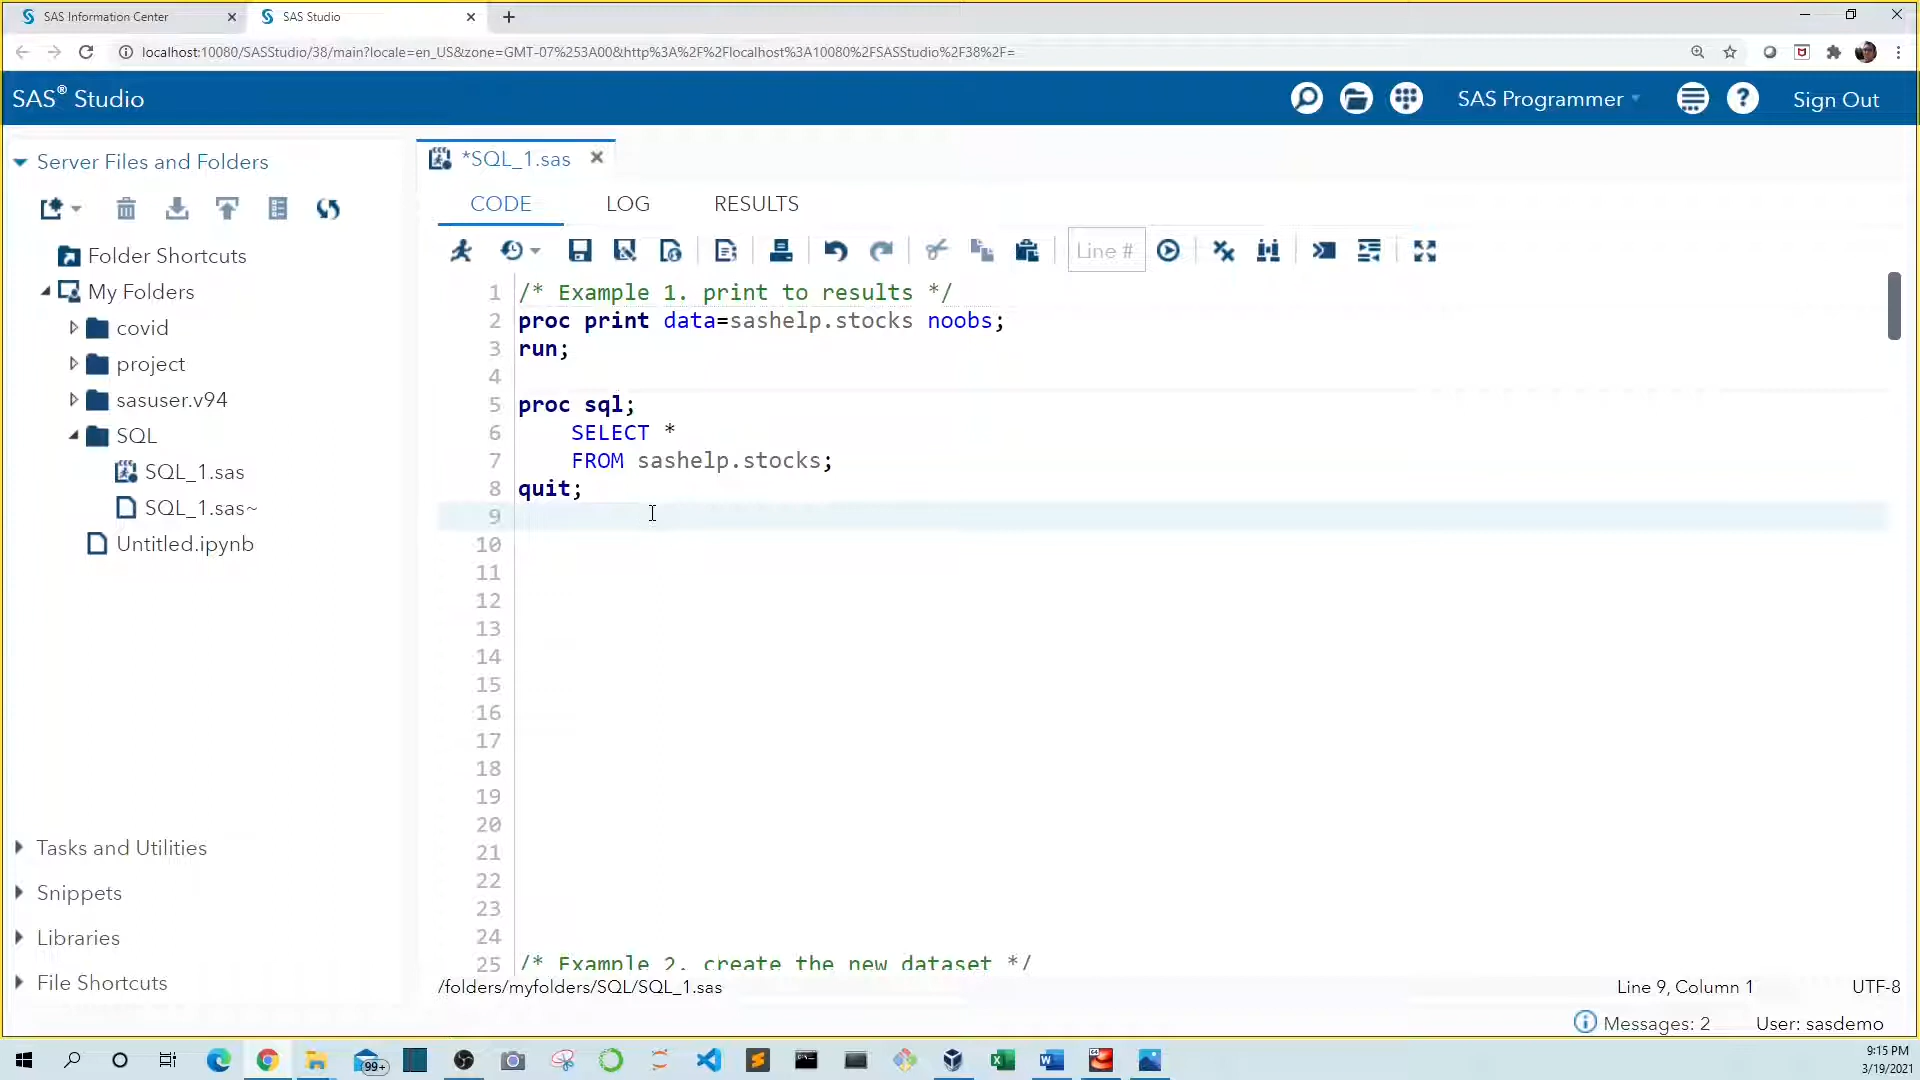 SAS Information Center
SAS Studio
localhost:10080/SASStudio/38/main?locale=en_US&zone=GMT-07%253A00&http%3A%2F%2Flocalhost%3A10080%2FSASStudio%2F38%2F=
SAS® Studio
SAS Programmer
Sign Out
Server Files and Folders
Folder Shortcuts
My Folders
covid
project
sasuser.v94
SQL
SQL_1.sas
SQL_1.sas~
Untitled.ipynb
Tasks and Utilities
Snippets
Libraries
File Shortcuts
*SQL_1.sas
CODE LOG RESULTS
Line #
1 /* Example 1. print to results */
2 proc print data=sashelp.stocks noobs;
3 run;
4
5 proc sql;
6 SELECT *
7 FROM sashelp.stocks;
8 quit;
9
10
11
12
13
14
15
16
17
18
19
20
21
22
23
24
25 /* Example 2. create the new dataset */
/folders/myfolders/SQL/SQL_1.sas
Line 9, Column 1
UTF-8
Messages: 2
User: sasdemo
99+
9:15 PM
3/19/2021